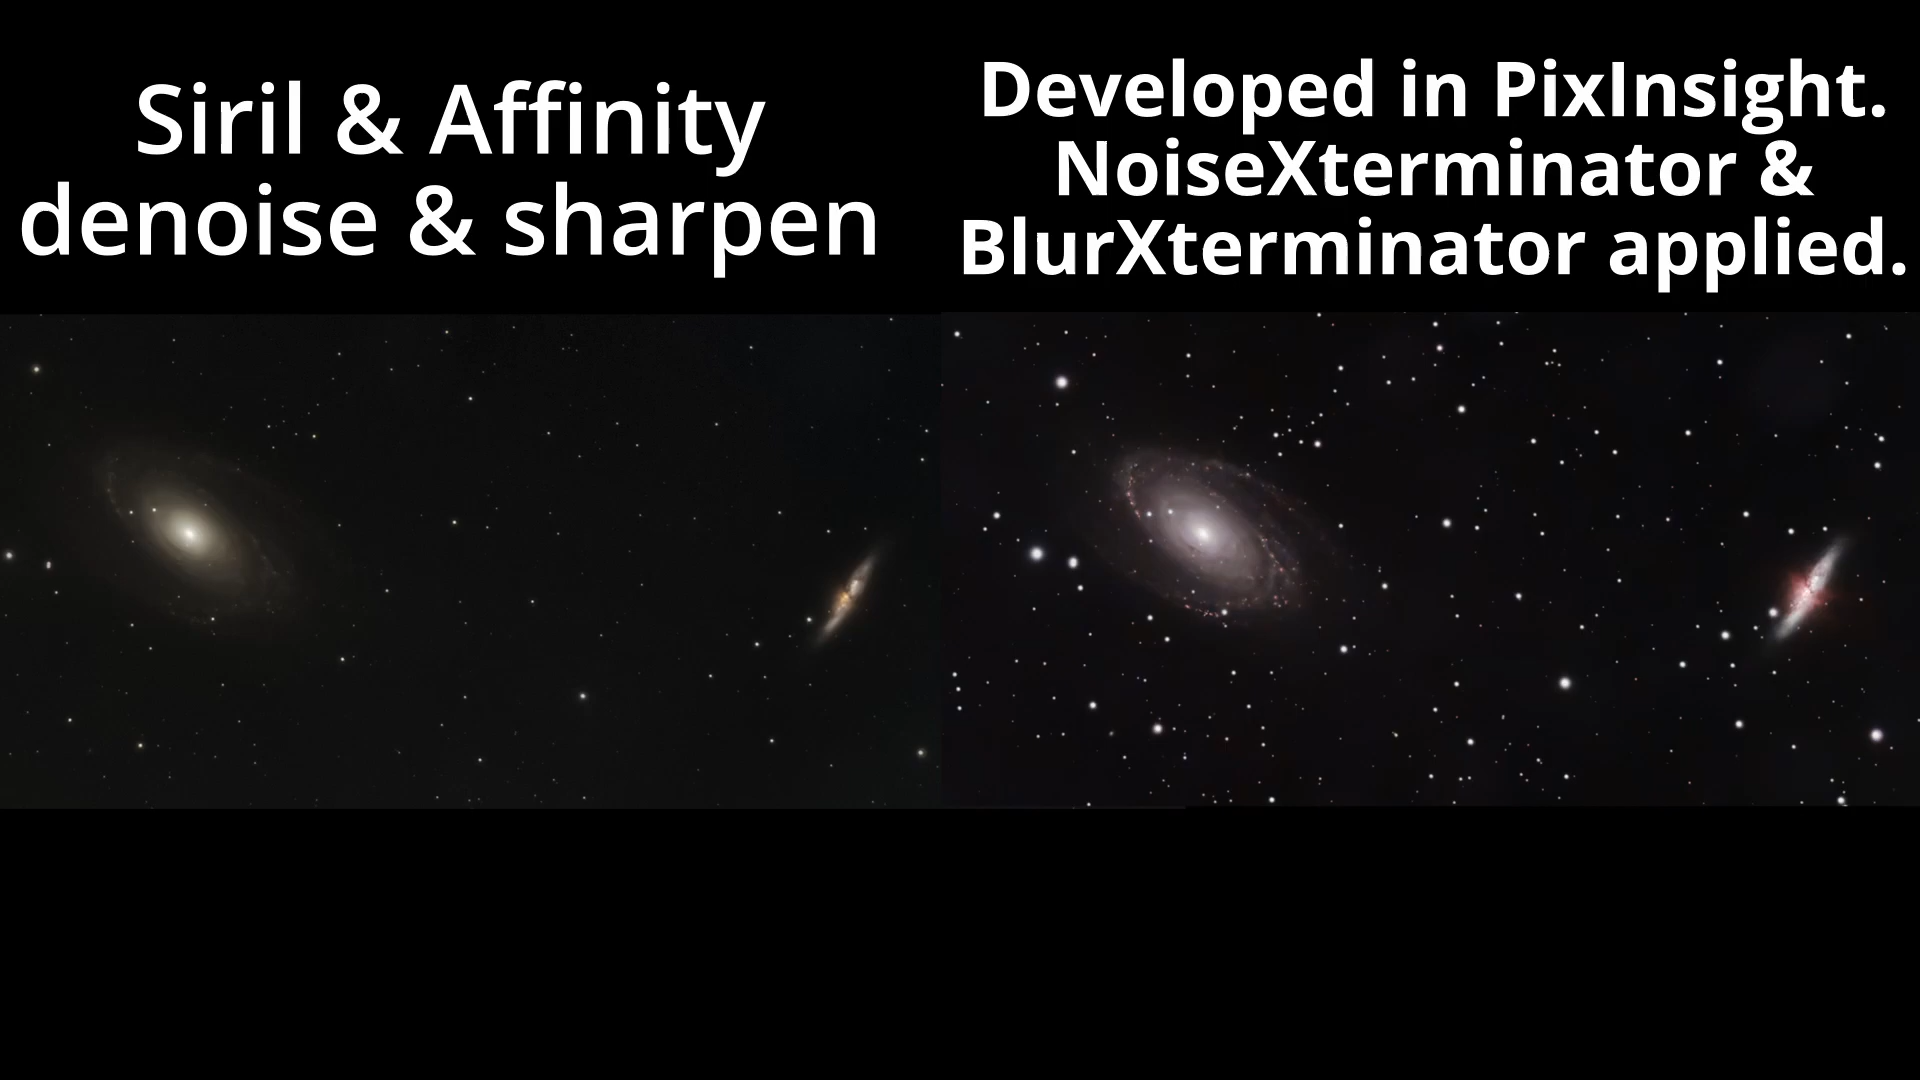 Siril & Affinity
denoise & sharpen
Developed in PixInsight.
NoiseXterminator &
BlurXterminator applied.